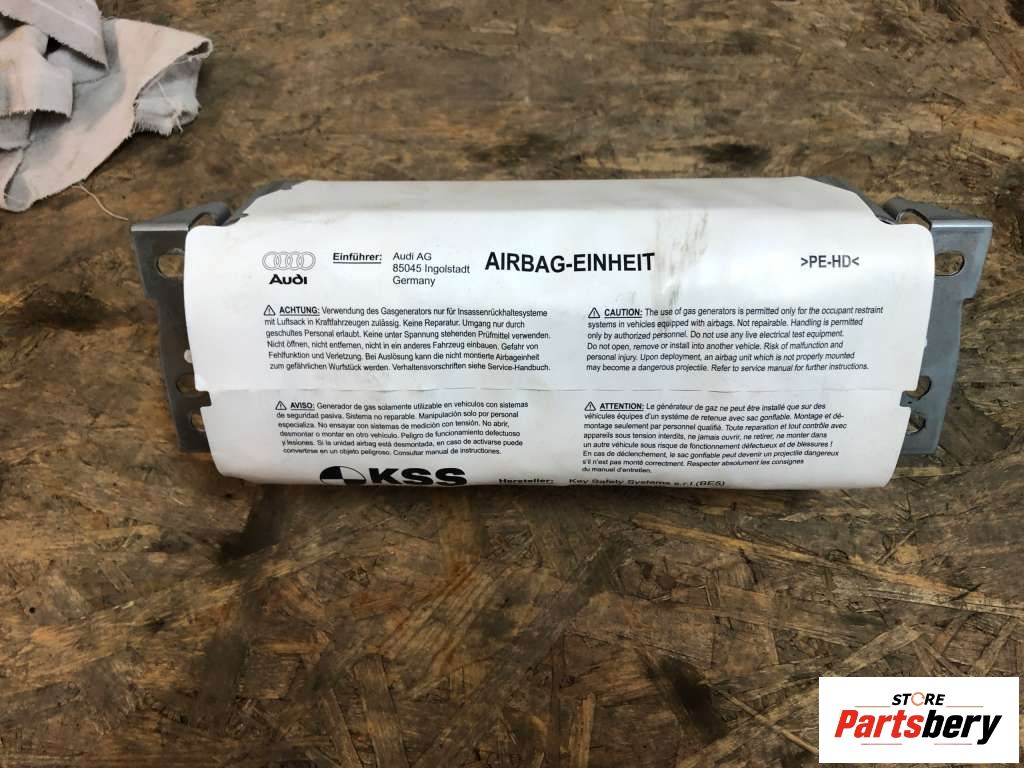 Audi
Einführer: Audi AG
85045 Ingolstadt
Germany
AIRBAG-EINHEIT
>PE-HD<
⚠ ACHTUNG: Verwendung des Gasgenerators nur für Insassenrückhaltesysteme
mit Luftsack in Kraftfahrzeugen zulässig. Keine Reparatur. Umgang nur durch
geschultes Personal erlaubt. Keine unter Spannung stehenden Prüfmittel verwenden.
Nicht öffnen, nicht entfernen, nicht in ein anderes Fahrzeug einbauen. Gefahr von
Fehlfunktion und Verletzung. Bei Auslösung kann die nicht montierte Airbageinheit
zum gefährlichen Wurfstück werden. Verhaltensvorschriften siehe Service-Handbuch.
⚠ CAUTION: The use of gas generators is permitted only for the occupant restraint
systems in vehicles equipped with airbags. Not repairable. Handling is permitted
only by authorized personnel. Do not use any live electrical test equipment.
Do not open, remove or install into another vehicle. Risk of malfunction and
personal injury. Upon deployment, an airbag unit which is not properly mounted
may become a dangerous projectile. Refer to service manual for further instructions.
⚠ AVISO: Generador de gas solamente utilizable en vehículos con sistemas
de seguridad pasiva. Sistema no reparable. Manipulación solo por personal
especializa. No ensayar con sistemas de medición con tensión. No abrir,
desmontar o montar en otro vehículo. Peligro de funcionamiento defectuoso
y lesiones. Si la unidad airbag está desmontada, en caso de activarse puede
convertirse en un objeto peligroso. Consultar manual de instrucciones.
⚠ ATTENTION: Le générateur de gaz ne peut être installé que sur des
véhicules équipes d'un système de retenue avec sac gonflable. Montage et dé-
montage seulement par personnel qualifié. Toute reparation et tout contrôle avec
appareils sous tension interdits, ne jamais ouvrir, ne retirer, ne monter dans
un autre véhicule sous risque de fonctionnement défectueux et de blessures !
En cas de déclenchement, le sac gonflable peut devenir un projectile dangereux
s'il n'est pas monté correctement. Respecter absolument les consignes
du manuel d'entretien.
KSS
Hersteller: Key Safety Systems s.r.l.(BE5)
STORE
Partsbery